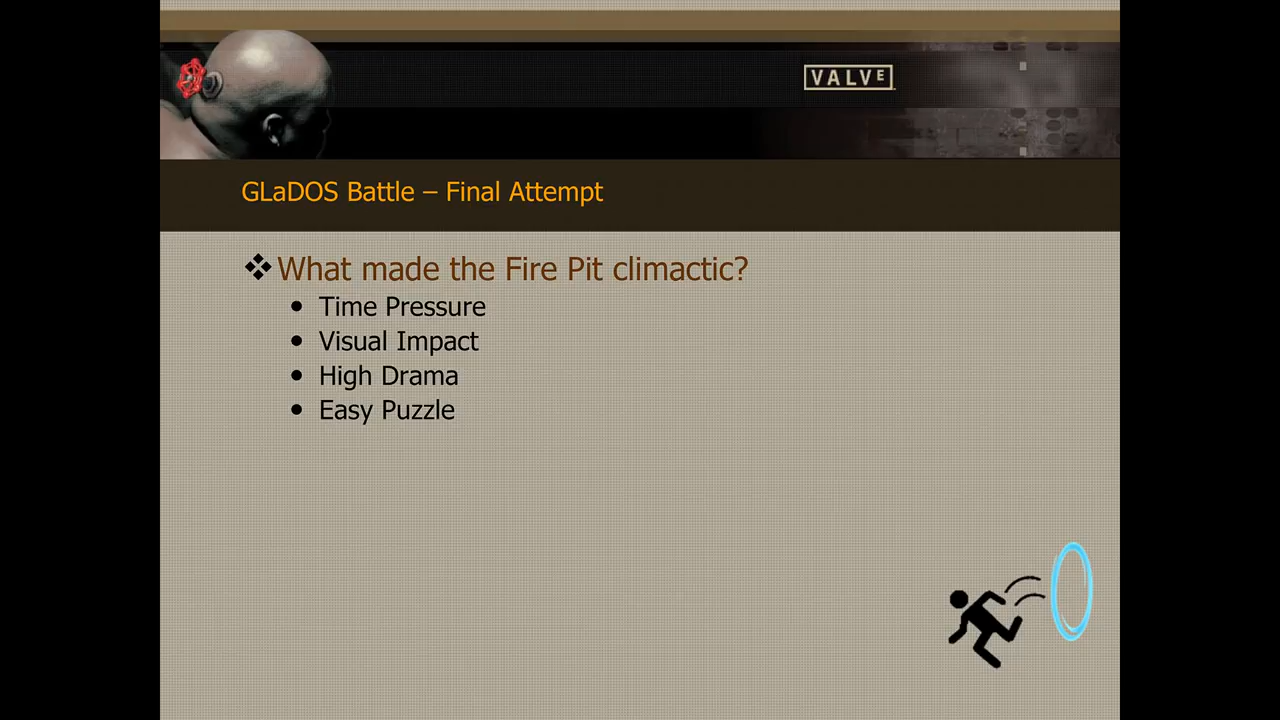 VALVE
GLaDOS Battle – Final Attempt
❖ What made the Fire Pit climactic?
• Time Pressure
• Visual Impact
• High Drama
• Easy Puzzle